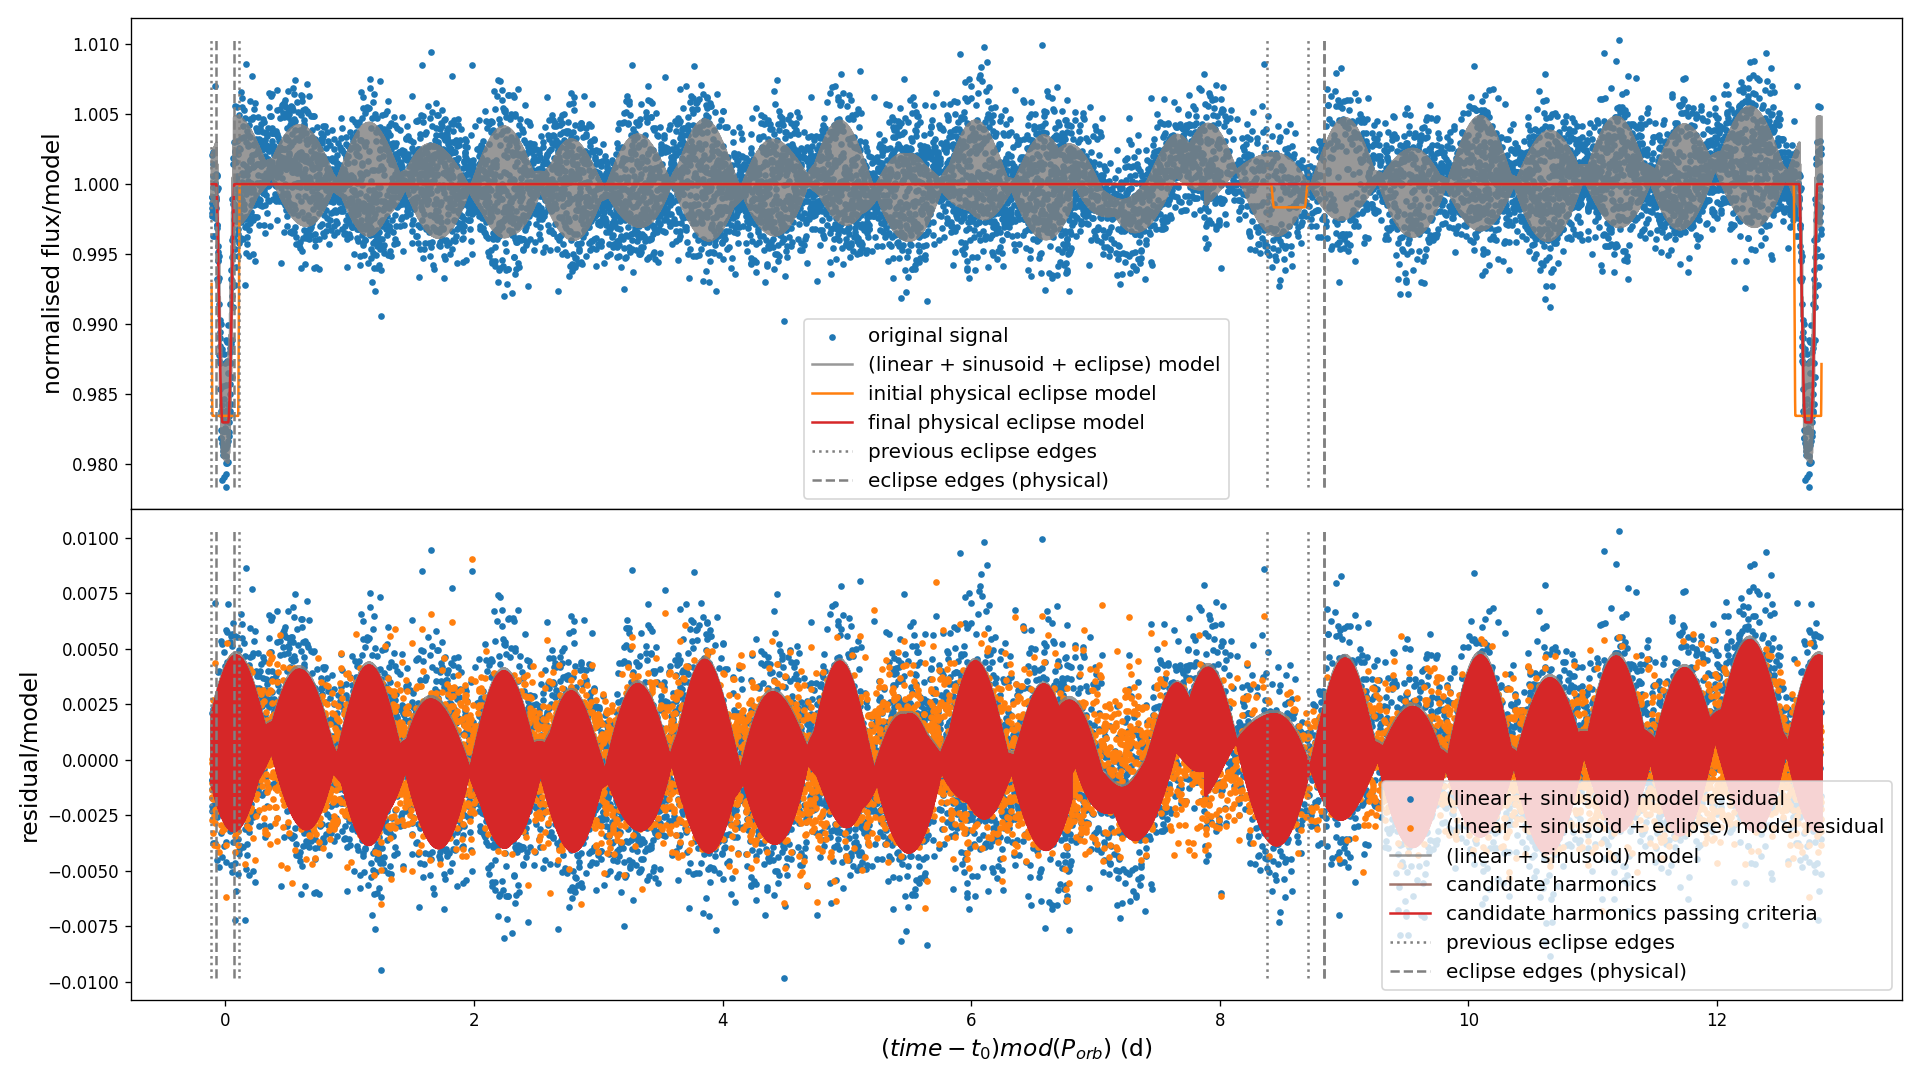 normalised flux/model
1.010
1.005
1.000
0.995
0.990
0.985
0.980
original signal
(linear + sinusoid + eclipse) model
initial physical eclipse model
final physical eclipse model
previous eclipse edges
eclipse edges (physical)
residual/model
0.0100
0.0075
0.0050
0.0025
0.0000
−0.0025
−0.0050
−0.0075
−0.0100
(linear + sinusoid) model residual
(linear + sinusoid + eclipse) model residual
(linear + sinusoid) model
candidate harmonics
candidate harmonics passing criteria
previous eclipse edges
eclipse edges (physical)
0 2 4 6 8 10 12
(time − t₀)mod(Pₒᵣb) (d)